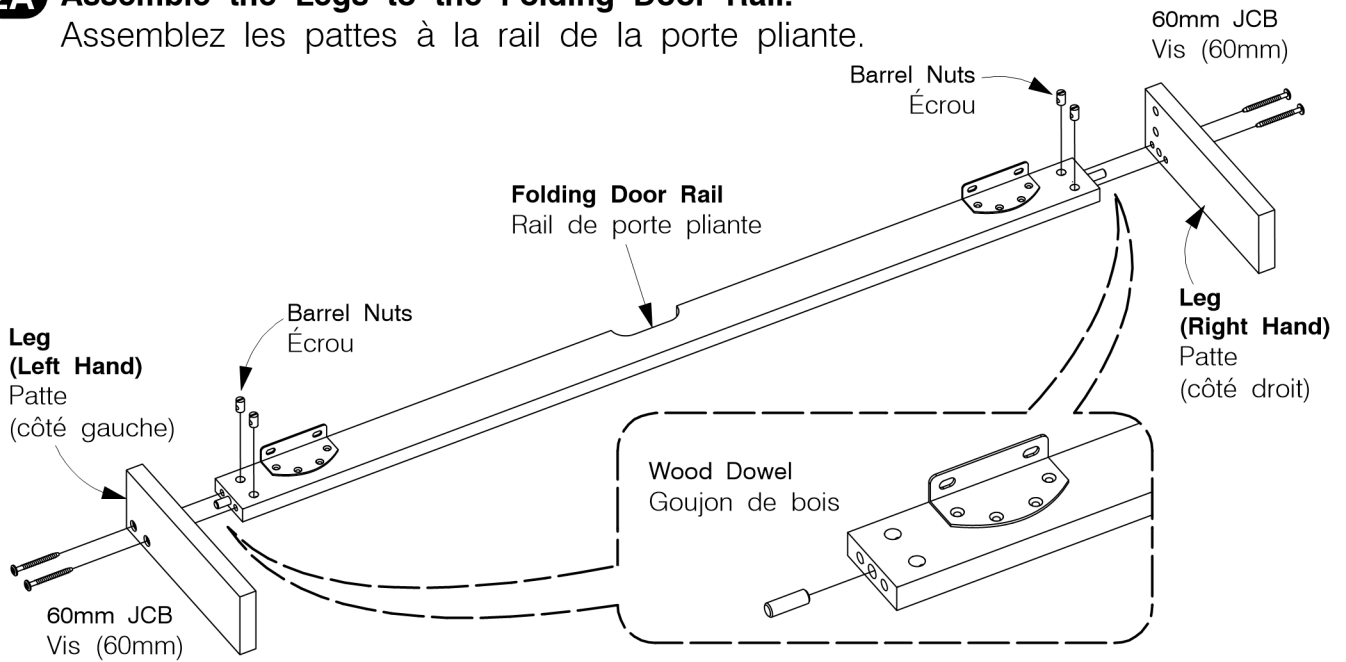 2A Assemble the Legs to the Folding Door Rail.
Assemblez les pattes à la rail de la porte pliante.
60mm JCB
Vis (60mm)
Barrel Nuts
Écrou
Folding Door Rail
Rail de porte pliante
Barrel Nuts
Écrou
Leg
(Left Hand)
Patte
(côté gauche)
Leg
(Right Hand)
Patte
(côté droit)
Wood Dowel
Goujon de bois
60mm JCB
Vis (60mm)